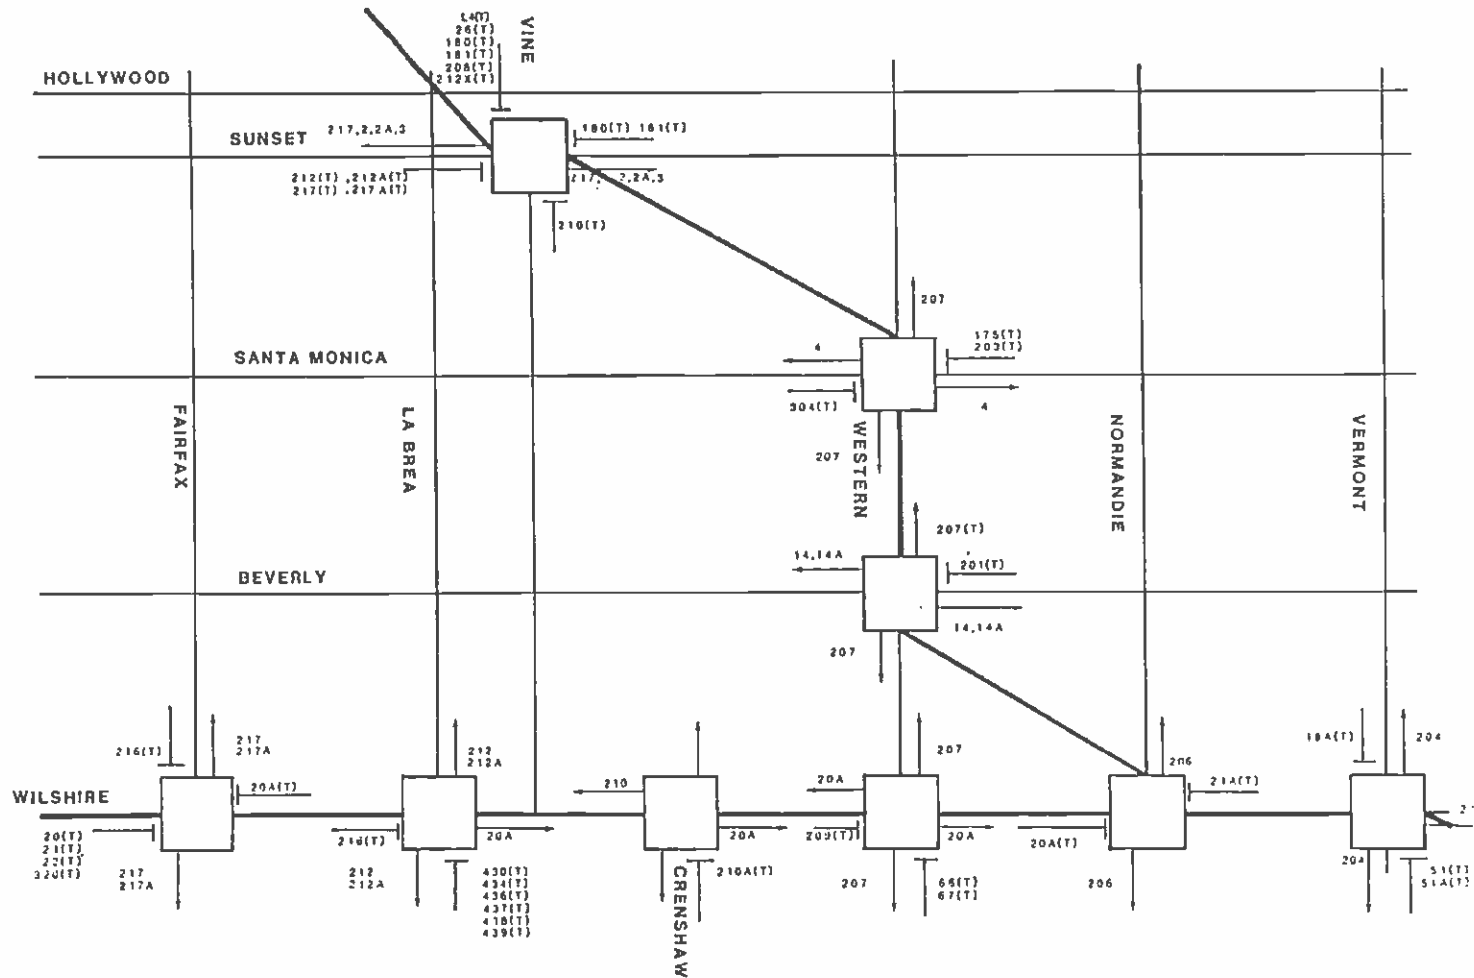 VINE
26(T)
180(T)
181(T)
208(T)
212X(T)
HOLLYWOOD
SUNSET
217,2,2A,3
180(T) 181(T)
212(T) ,212A(T)
217(T) ,217A(T)
210(T)
207
SANTA MONICA
4
175(T)
203(T)
304(T)
4
FAIRFAX
LA BREA
WESTERN
NORMANDIE
VERMONT
207
207(T)
14,14A
201(T)
BEVERLY
14,14A
207
216(T)
217
217A
212
212A
207
206
18A(T)
204
WILSHIRE
20A(T)
210
20A
21A(T)
20(T)
21(T)
22(T)
320(T)
217
217A
20A
20A
209(T)
20A
20A(T)
212
212A
430(T)
434(T)
436(T)
437(T)
438(T)
439(T)
CRENSHAW
210A(T)
207
66(T)
67(T)
206
204
51(T)
51A(T)